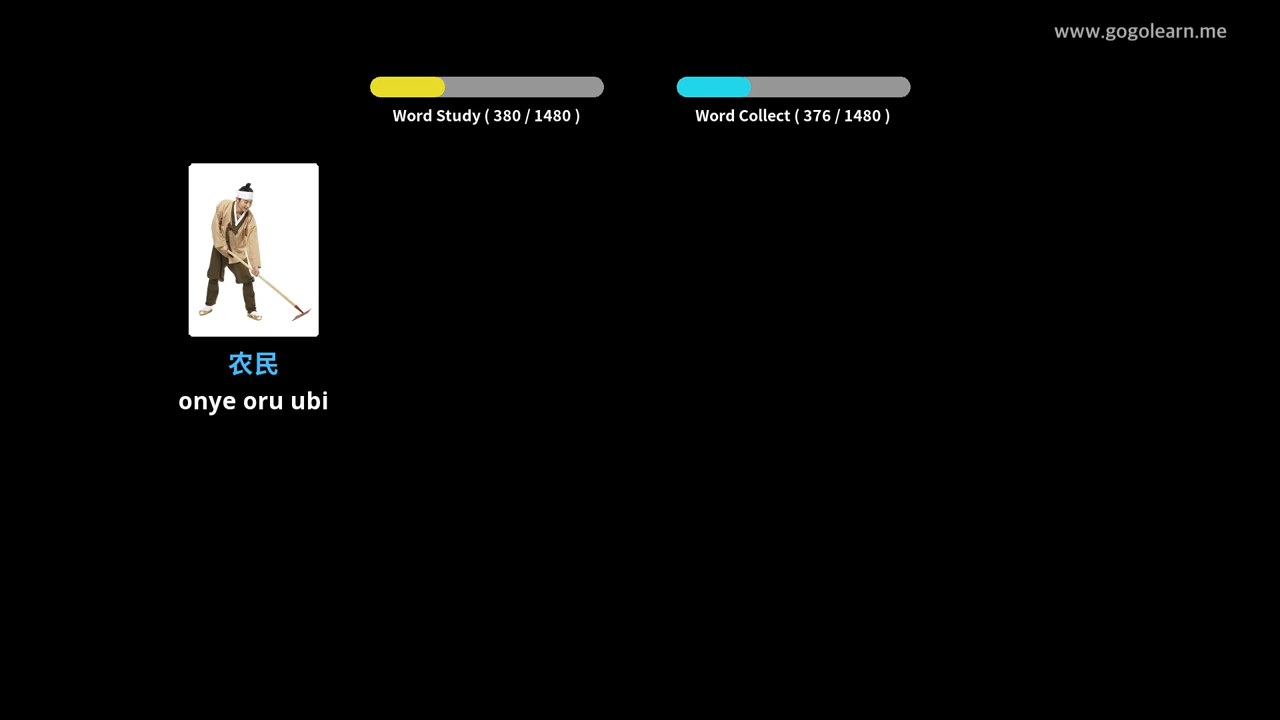 www.gogolearn.me
Word Study ( 380 / 1480 )
Word Collect ( 376 / 1480 )
农民
onye oru ubi